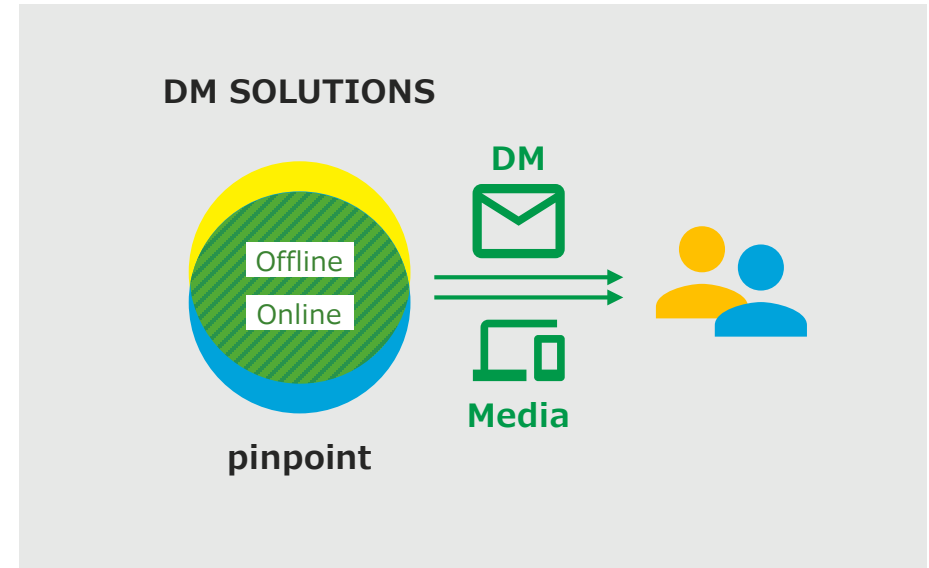 DM SOLUTIONS
DM
Offline
Online
Media
pinpoint